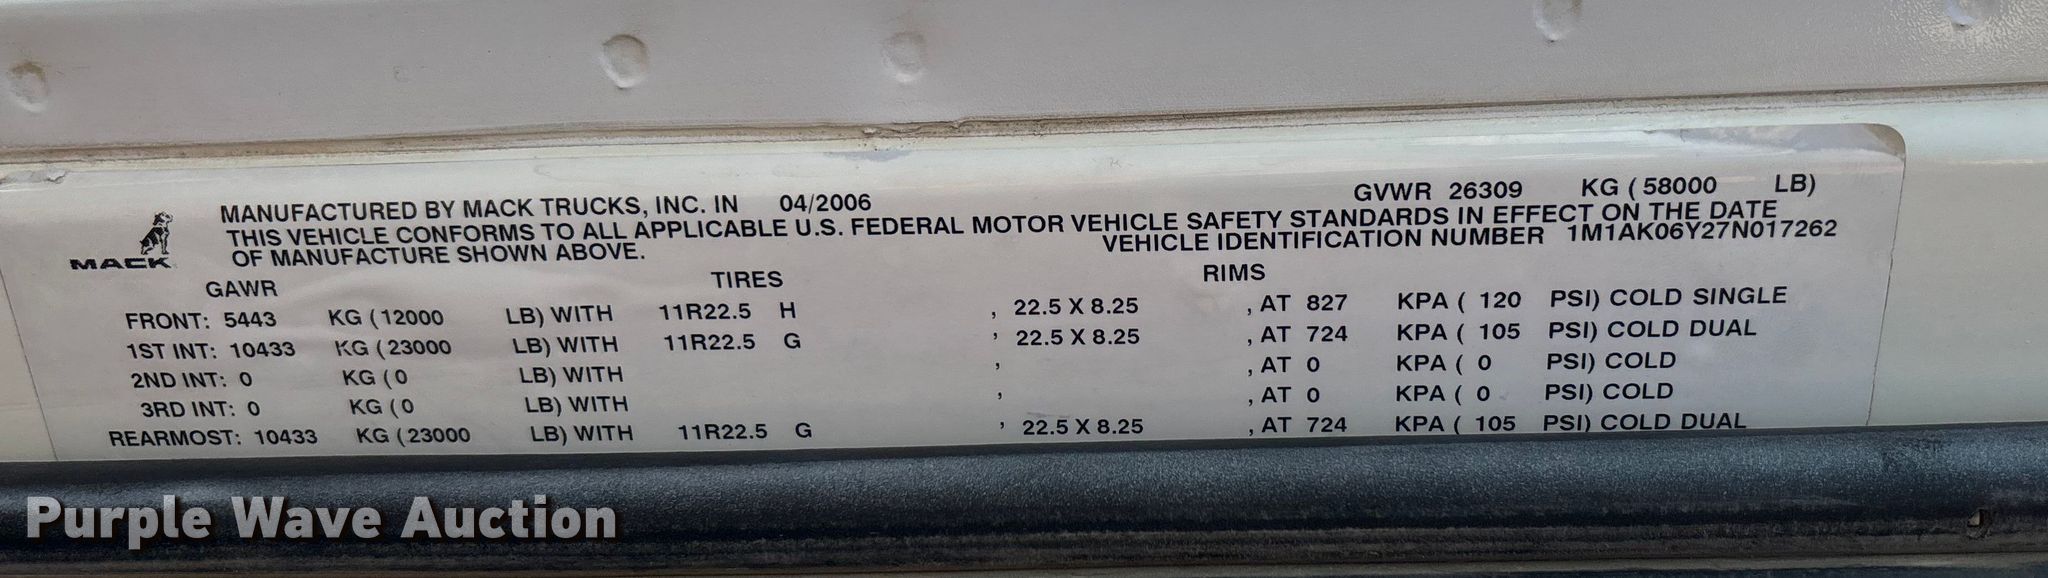 MANUFACTURED BY MACK TRUCKS, INC. IN 04/2006 GVWR 26309 KG ( 58000 LB)
THIS VEHICLE CONFORMS TO ALL APPLICABLE U.S. FEDERAL MOTOR VEHICLE SAFETY STANDARDS IN EFFECT ON THE DATE
OF MANUFACTURE SHOWN ABOVE. VEHICLE IDENTIFICATION NUMBER 1M1AK06Y27N017262
MACK
GAWR TIRES RIMS
FRONT: 5443 KG ( 12000 LB) WITH 11R22.5 H , 22.5 X 8.25 , AT 827 KPA ( 120 PSI) COLD SINGLE
1ST INT: 10433 KG ( 23000 LB) WITH 11R22.5 G , 22.5 X 8.25 , AT 724 KPA ( 105 PSI) COLD DUAL
2ND INT: 0 KG ( 0 LB) WITH , , AT 0 KPA ( 0 PSI) COLD
3RD INT: 0 KG ( 0 LB) WITH , , AT 0 KPA ( 0 PSI) COLD
REARMOST: 10433 KG ( 23000 LB) WITH 11R22.5 G , 22.5 X 8.25 , AT 724 KPA ( 105 PSI) COLD DUAL
Purple Wave Auction